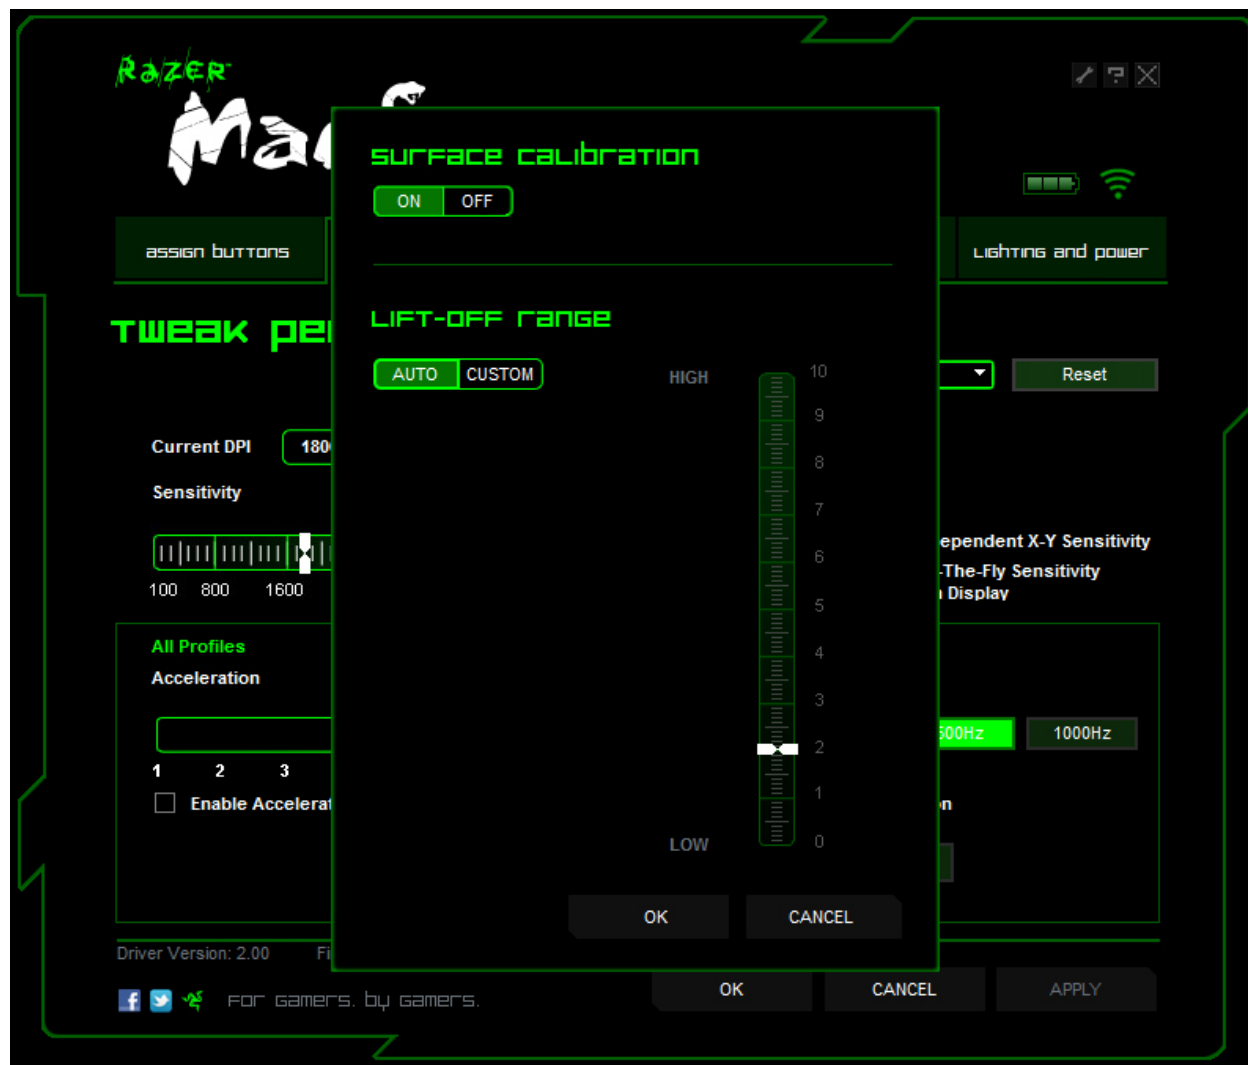 RAZER
Ma
SURFACE CALIBRATION
ON OFF
ASSIGN BUTTONS
LIGHTING AND POWER
TWEAK PE
LIFT-OFF RANGE
AUTO CUSTOM
HIGH
10
9
8
7
6
5
4
3
2
1
0
LOW
Reset
Current DPI 180
Sensitivity
100 800 1600
ependent X-Y Sensitivity
-The-Fly Sensitivity
n Display
All Profiles
Acceleration
1 2 3
Enable Accelerat
500Hz 1000Hz
on
OK CANCEL
Driver Version: 2.00 Fi
FOR GAMERS. BY GAMERS.
OK CANCEL APPLY